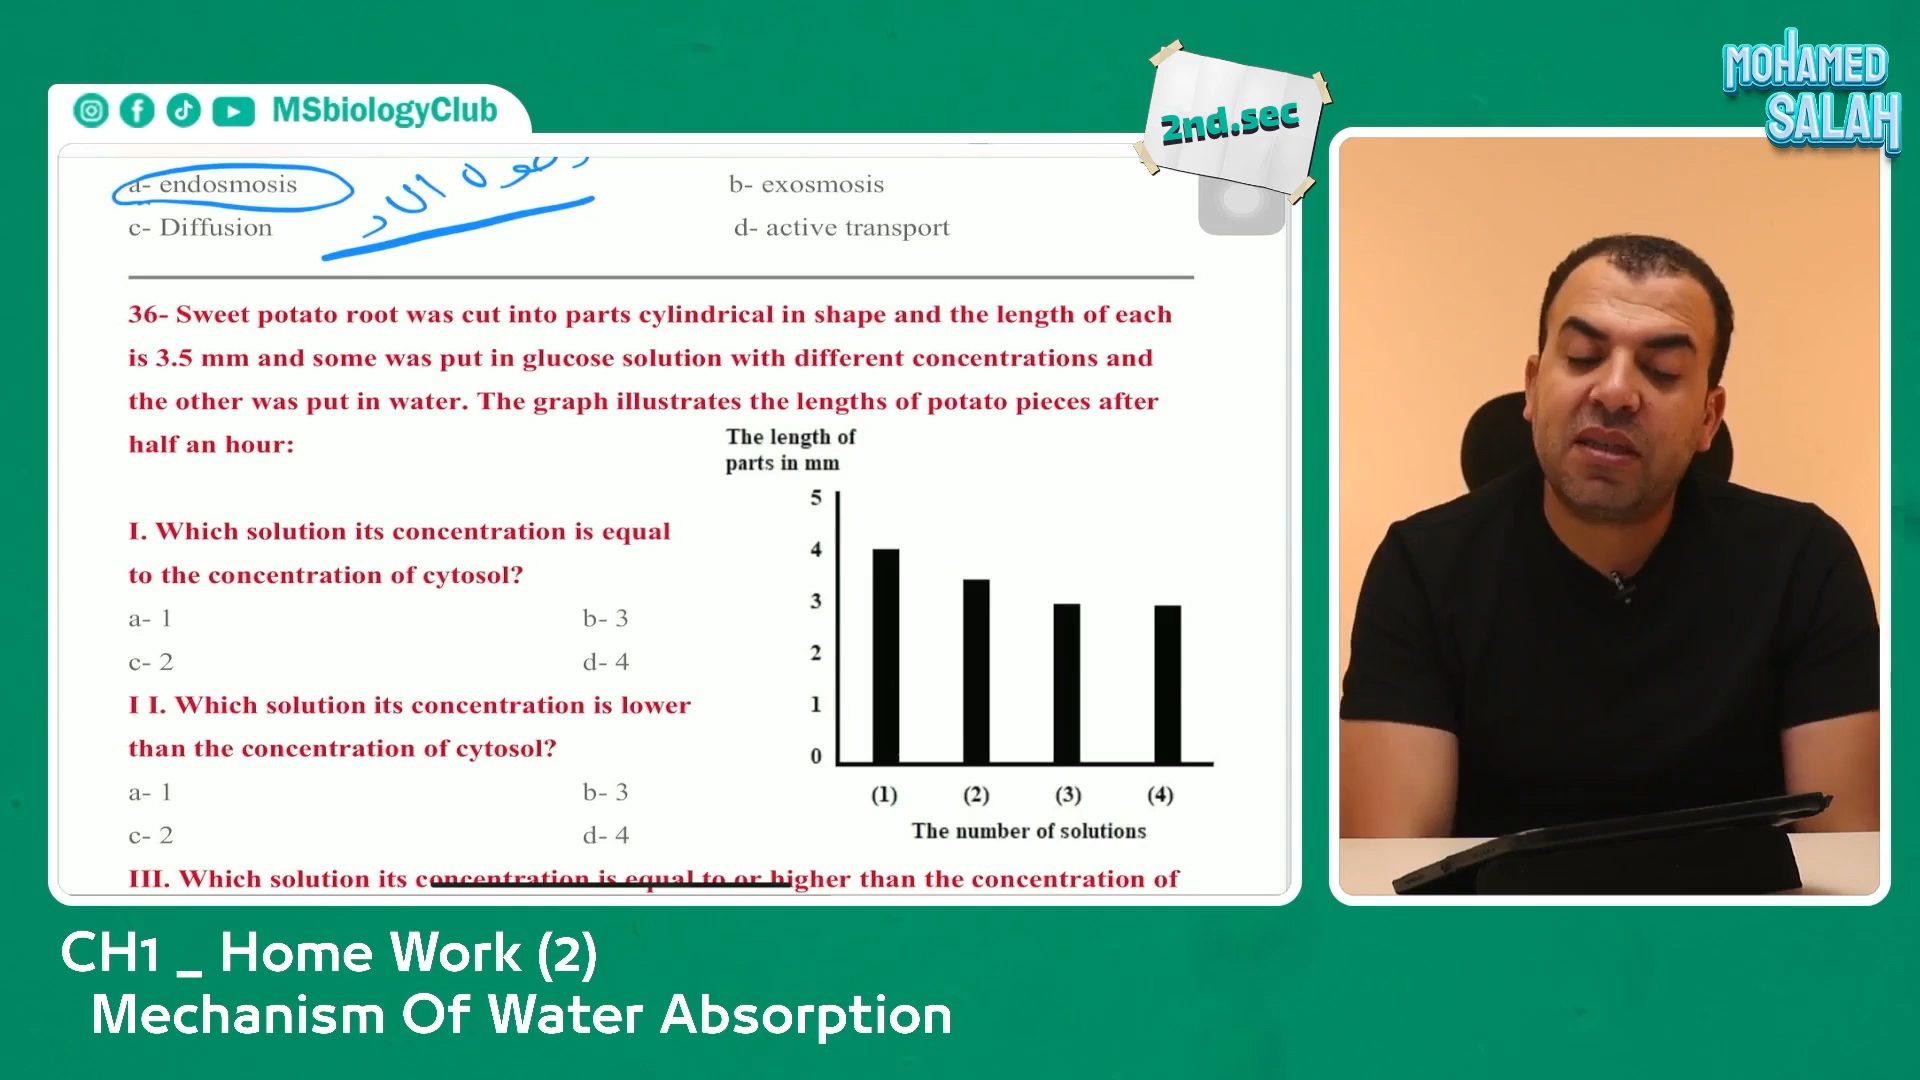 MOHAMED
SALAH
MSbiologyClub
2nd.sec
a- endosmosis
b- exosmosis
c- Diffusion
d- active transport
36- Sweet potato root was cut into parts cylindrical in shape and the length of each
is 3.5 mm and some was put in glucose solution with different concentrations and
the other was put in water. The graph illustrates the lengths of potato pieces after
half an hour:
The length of
parts in mm
5
4
3
2
1
0
(1) (2) (3) (4)
The number of solutions
I. Which solution its concentration is equal
to the concentration of cytosol?
a- 1
b- 3
c- 2
d- 4
I I. Which solution its concentration is lower
than the concentration of cytosol?
a- 1
b- 3
c- 2
d- 4
III. Which solution its concentration is equal to or higher than the concentration of
CH1 _ Home Work (2)
Mechanism Of Water Absorption